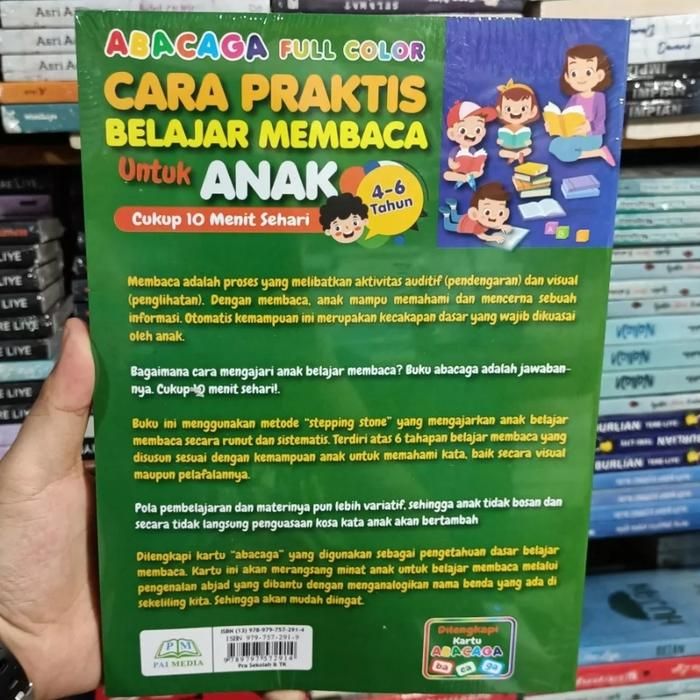 ABACAGA FULL COLOR
CARA PRAKTIS
BELAJAR MEMBACA
Untuk ANAK
4-6
Tahun
Cukup 10 Menit Sehari
Membaca adalah proses yang melibatkan aktivitas auditif (pendengaran) dan visual
(penglihatan). Dengan membaca, anak mampu memahami dan mencerna sebuah
informasi. Otomatis kemampuan ini merupakan kecakapan dasar yang wajib dikuasai
oleh anak.
Bagaimana cara mengajari anak belajar membaca? Buku abacaga adalah jawaban-
nya. Cukup 10 menit sehari!.
Buku ini menggunakan metode "stepping stone" yang mengajarkan anak belajar
membaca secara runut dan sistematis. Terdiri atas 6 tahapan belajar membaca yang
disusun sesuai dengan kemampuan anak untuk memahami kata, baik secara visual
maupun pelafalannya.
Pola pembelajaran dan materinya pun lebih variatif, sehingga anak tidak bosan dan
secara tidak langsung penguasaan kosa kata anak akan bertambah
Dilengkapi kartu "abacaga" yang digunakan sebagai pengetahuan dasar belajar
membaca. Kartu ini akan merangsang minat anak untuk belajar membaca melalui
pengenalan abjad yang dibantu dengan menganalogikan nama benda yang ada di
sekeliling kita. Sehingga akan mudah diingat.
PM
PAI MEDIA
ISBN (13) 978-979-757-291-4
ISBN 979-757-291-9
9789797572914
Pra Sekolah & TK
Dilengkapi
Kartu
ABACAGA
ba ca ga